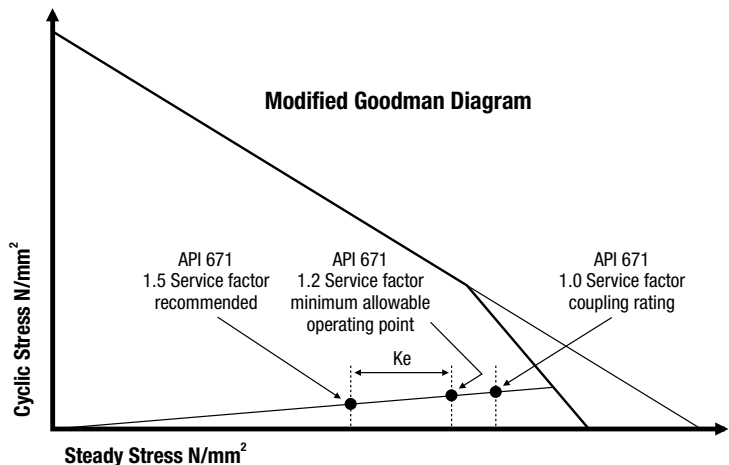 Modified Goodman Diagram
API 671
1.5 Service factor
recommended
API 671
1.2 Service factor
minimum allowable
operating point
API 671
1.0 Service factor
coupling rating
Ke
Cyclic Stress N/mm²
Steady Stress N/mm²